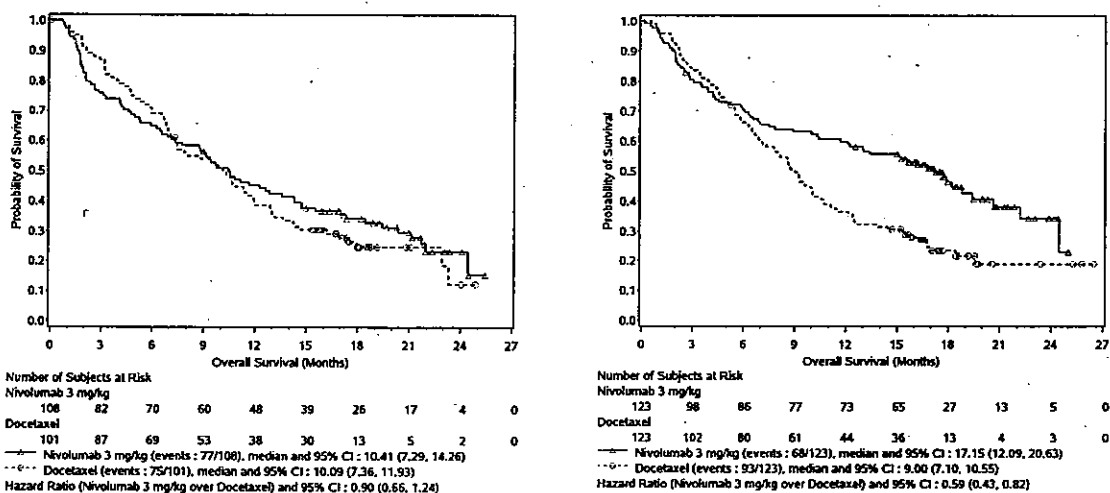 1.0
0.9
0.8
0.7
0.6
0.5
0.4
0.3
0.2
0.1
0.0
Probability of Survival
0 3 6 9 12 15 18 21 24 27
Overall Survival (Months)
Number of Subjects at Risk
Nivolumab 3 mg/kg
108 82 70 60 48 39 26 17 4 0
Docetaxel
101 87 69 53 38 30 13 5 2 0
Nivolumab 3 mg/kg (events : 77/108), median and 95% CI : 10.41 (7.29, 14.26)
Docetaxel (events : 75/101), median and 95% CI : 10.09 (7.36, 11.93)
Hazard Ratio (Nivolumab 3 mg/kg over Docetaxel) and 95% CI : 0.90 (0.66, 1.24)
1.0
0.9
0.8
0.7
0.6
0.5
0.4
0.3
0.2
0.1
0.0
Probability of Survival
0 3 6 9 12 15 18 21 24 27
Overall Survival (Months)
Number of Subjects at Risk
Nivolumab 3 mg/kg
123 98 86 77 73 65 27 13 5 0
Docetaxel
123 102 80 61 44 36 13 4 3 0
Nivolumab 3 mg/kg (events : 68/123), median and 95% CI : 17.15 (12.09, 20.63)
Docetaxel (events : 93/123), median and 95% CI : 9.00 (7.10, 10.55)
Hazard Ratio (Nivolumab 3 mg/kg over Docetaxel) and 95% CI : 0.59 (0.43, 0.82)